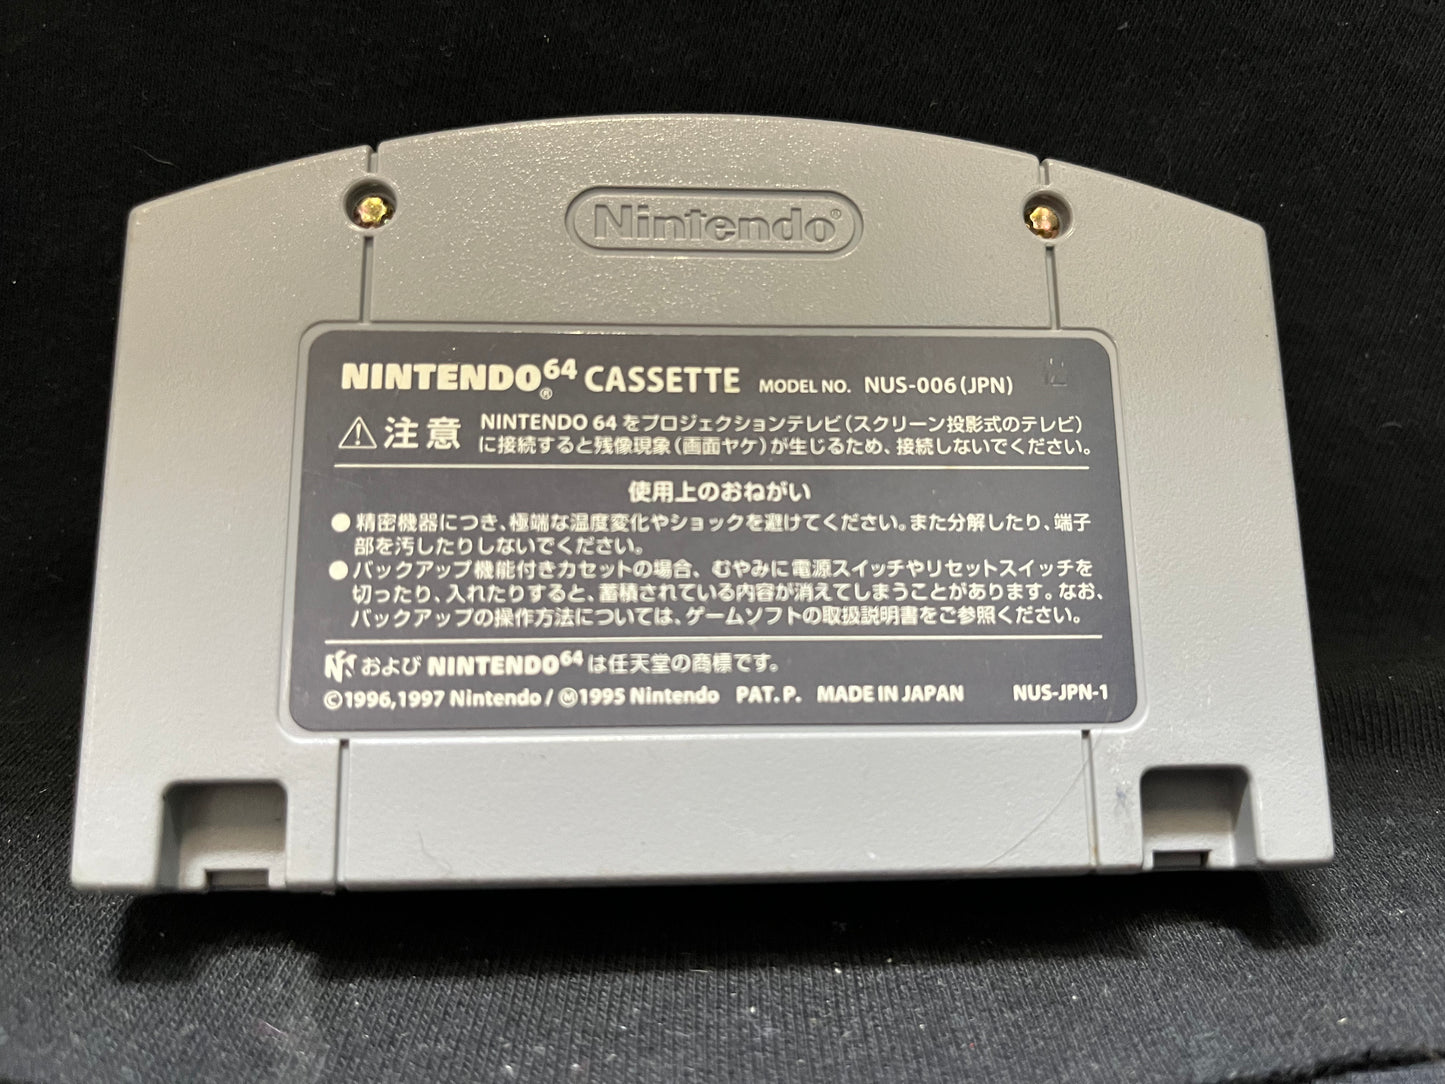 Nintendo®
NINTENDO®64 CASSETTE MODEL NO. NUS-006(JPN)
⚠注意 NINTENDO 64をプロジェクションテレビ(スクリーン投影式のテレビ)
に接続すると残像現象(画面ヤケ)が生じるため、接続しないでください。
使用上のおねがい
●精密機器につき、極端な温度変化やショックを避けてください。また分解したり、端子
部を汚したりしないでください。
●バックアップ機能付きカセットの場合、むやみに電源スイッチやリセットスイッチを
切ったり、入れたりすると、蓄積されている内容が消えてしまうことがあります。なお、
バックアップの操作方法については、ゲームソフトの取扱説明書をご参照ください。
および NINTENDO64は任天堂の商標です。
©1996,1997 Nintendo/Ⓜ1995 Nintendo PAT.P. MADE IN JAPAN NUS-JPN-1